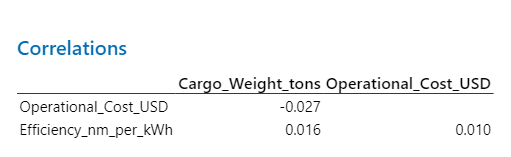 Correlations
Cargo_Weight_tons Operational_Cost_USD
Operational_Cost_USD -0.027
Efficiency_nm_per_kWh 0.016 0.010